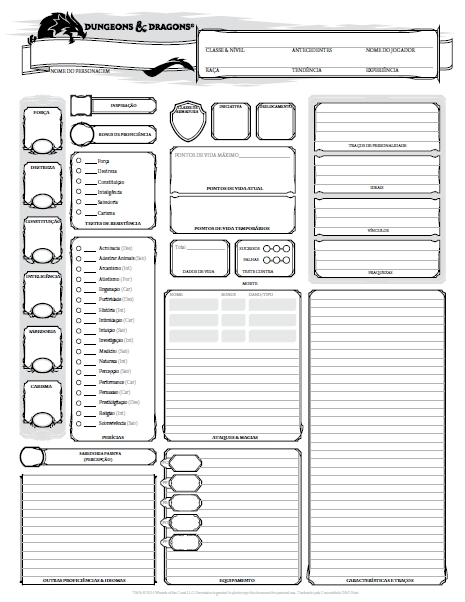 DUNGEONS & DRAGONS®
NOME DO PERSONAGEM
CLASSE & NÍVEL
ANTECEDENTES
NOME DO JOGADOR
RAÇA
TENDÊNCIA
EXPERIÊNCIA
FORÇA
DESTREZA
CONSTITUIÇÃO
INTELIGÊNCIA
SABEDORIA
CARISMA
INSPIRAÇÃO
BONUS DE PROFICIÊNCIA
Força
Destreza
Constituição
Inteligência
Sabedoria
Carisma
TESTES DE RESISTÊNCIA
Acrobacia (Des)
Adestrar Animais (Sab)
Arcanismo (Int)
Atletismo (For)
Enganação (Car)
Furtividade (Des)
História (Int)
Intimidação (Car)
Intuição (Sab)
Investigação (Int)
Medicina (Sab)
Natureza (Int)
Percepção (Sab)
Performance (Car)
Persuasão (Car)
Prestidigitação (Des)
Religião (Int)
Sobrevivência (Sab)
PERÍCIAS
SABEDORIA PASSIVA
(PERCEPÇÃO)
OUTRAS PROFICIÊNCIAS & IDIOMAS
CLASSE DE
ARMADURA
INICIATIVA
DESLOCAMENTO
PONTOS DE VIDA MÁXIMO
PONTOS DE VIDA ATUAL
PONTOS DE VIDA TEMPORÁRIOS
Total
DADOS DE VIDA
SUCESSOS
FALHAS
TESTE CONTRA
MORTE
NOME
BONUS
DANO/TIPO
ATAQUES & MAGIAS
EQUIPAMENTO
TRAÇOS DE PERSONALIDADE
IDEAIS
VÍNCULOS
FRAQUEZAS
CARACTERÍSTICAS E TRAÇOS